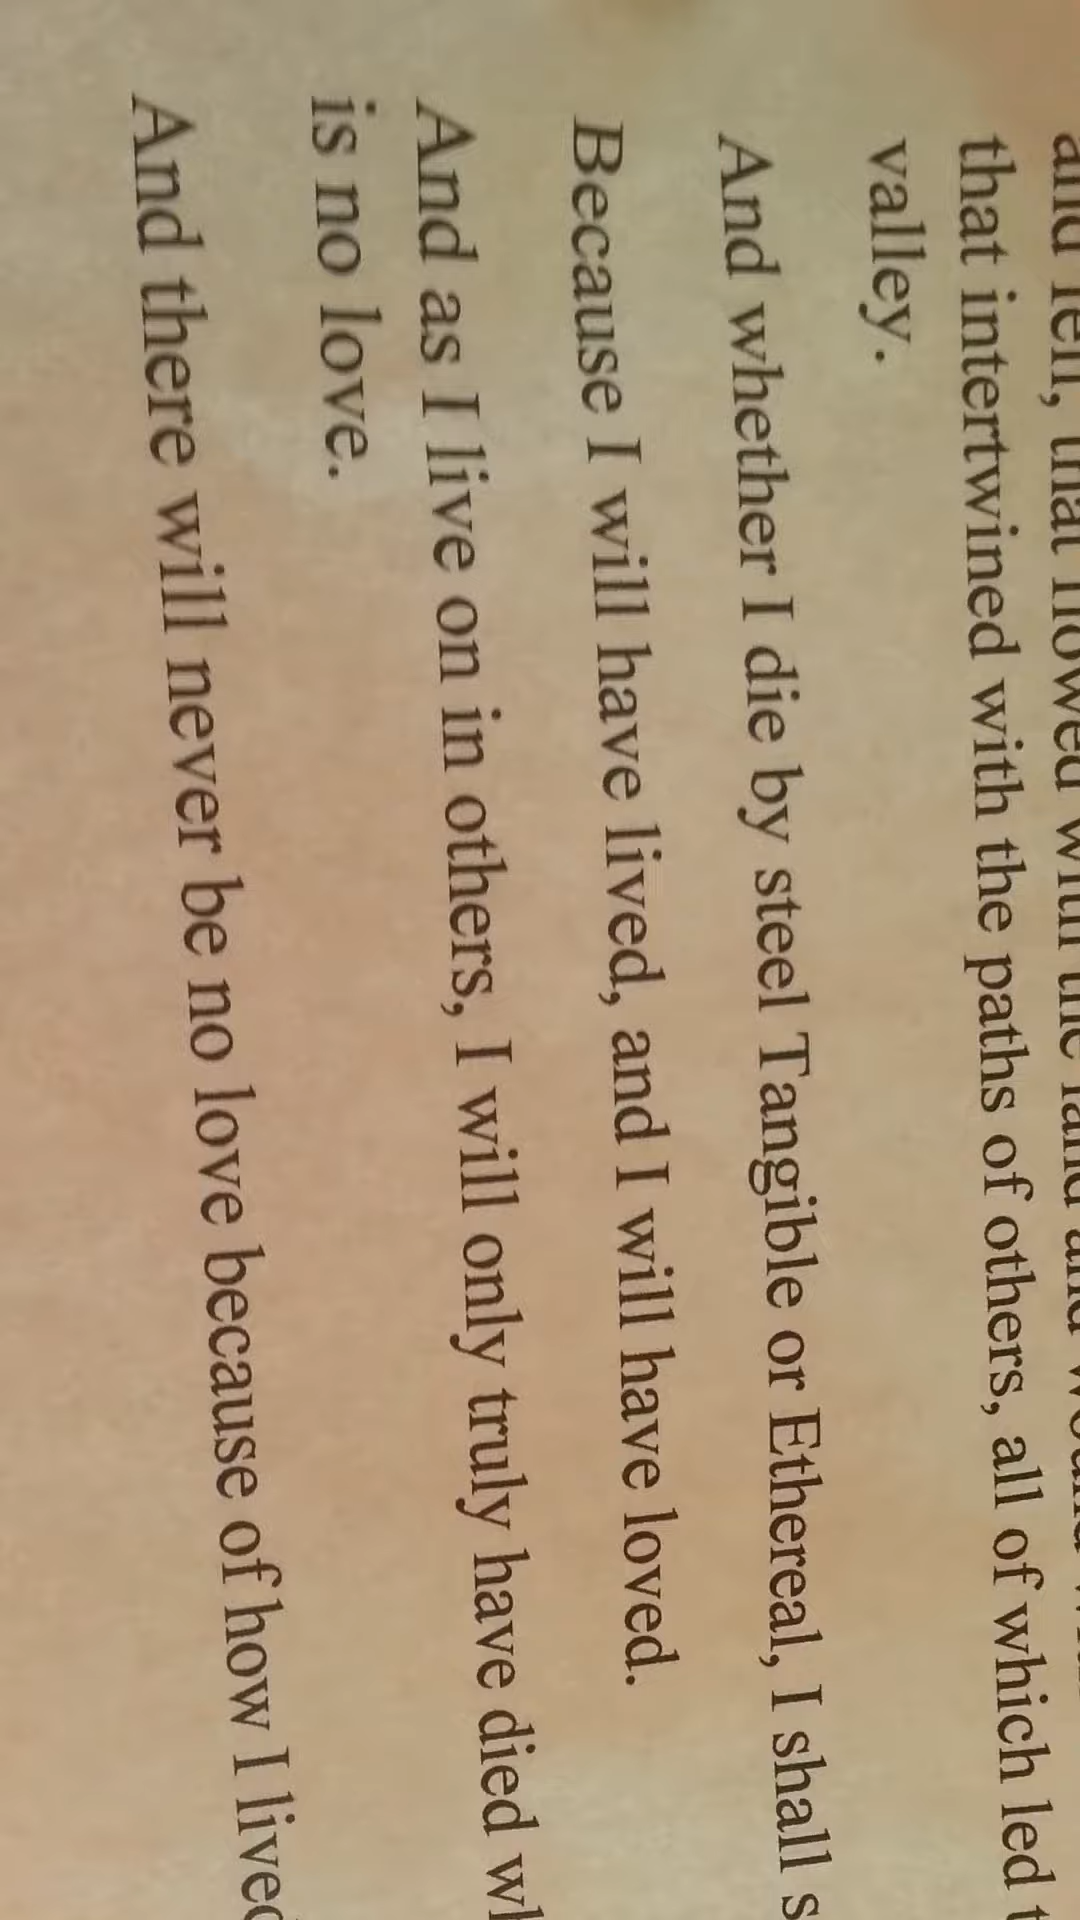 that intertwined with the paths of others, all of which led
valley.
And whether I die by steel Tangible or Ethereal, I shall
Because I will have lived, and I will have loved.
And as I live on in others, I will only truly have died
is no love.
And there will never be no love because of how I lived